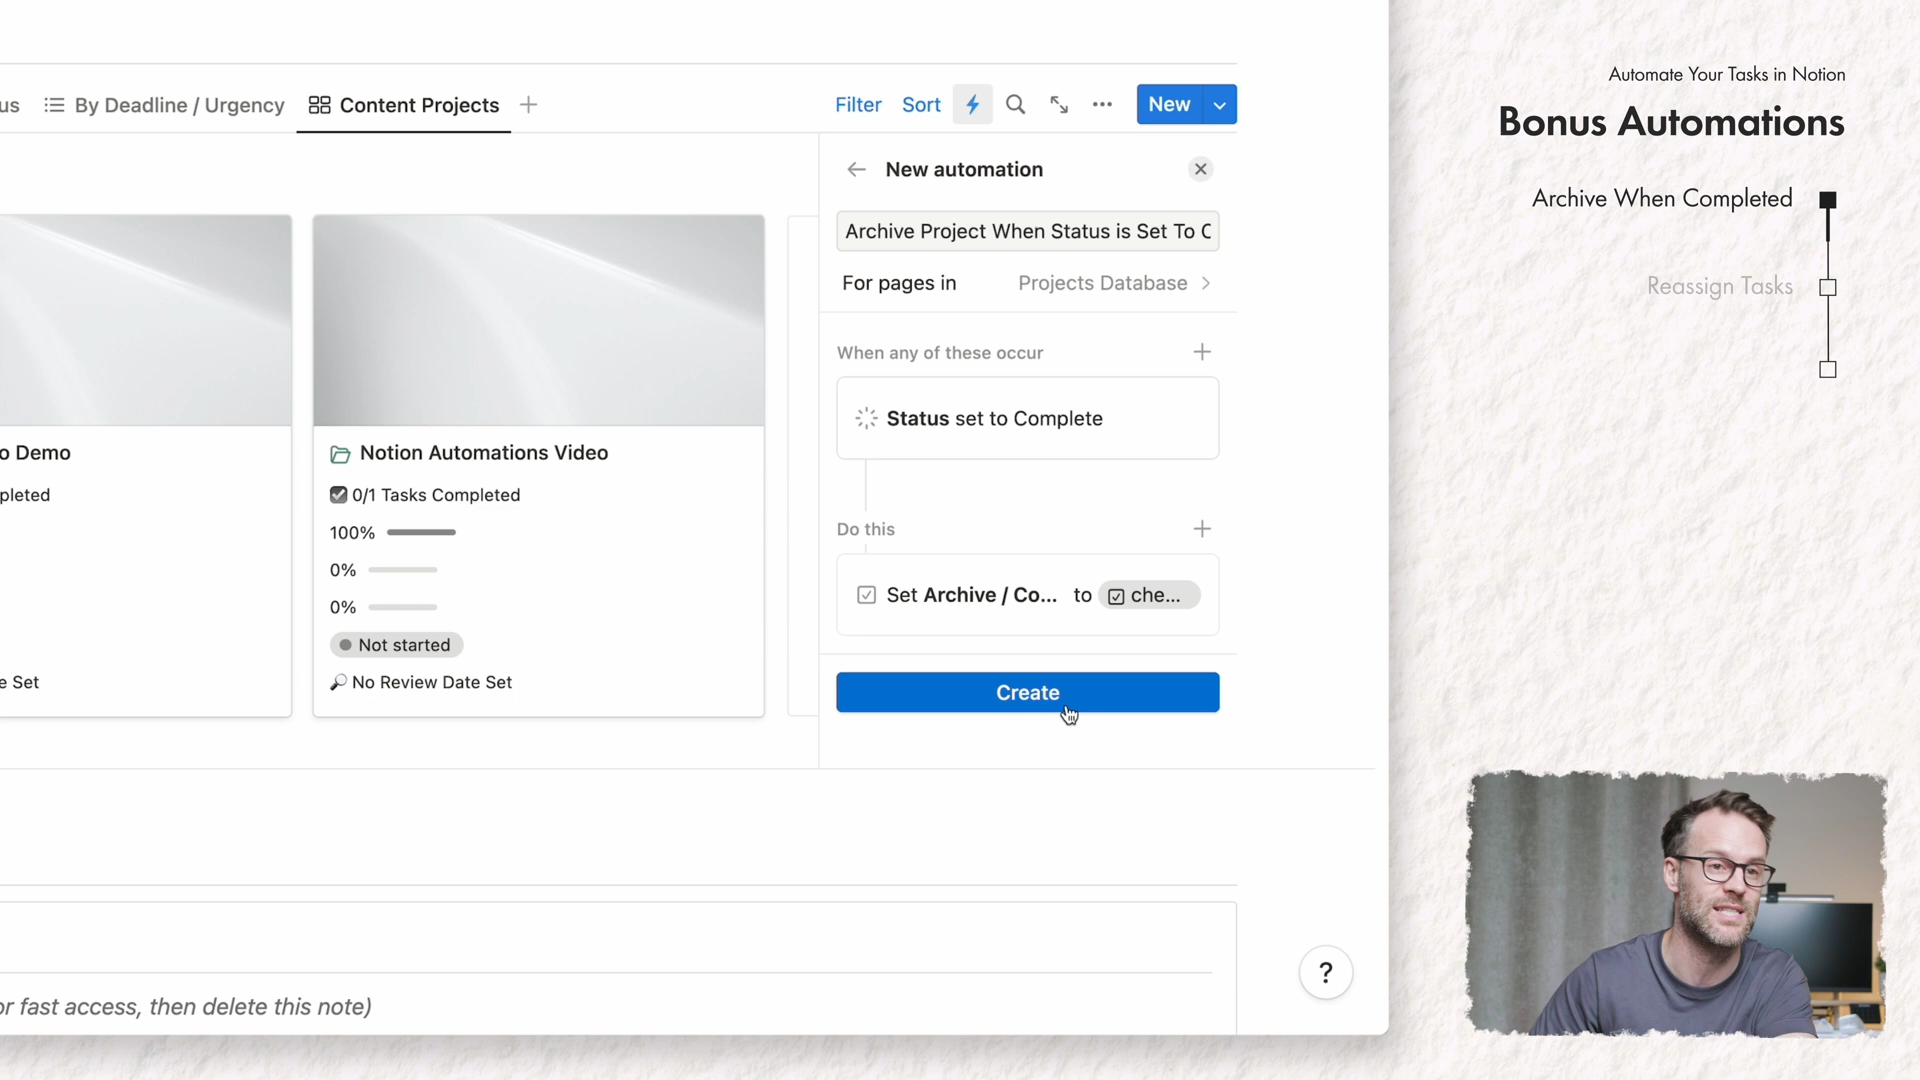 us
By Deadline / Urgency
Content Projects
Filter
Sort
New
New automation
Archive Project When Status is Set To C
For pages in
Projects Database
When any of these occur
Status set to Complete
Do this
Set Archive / Co... to che...
Create
o Demo
pleted
e Set
Notion Automations Video
0/1 Tasks Completed
100%
0%
0%
Not started
No Review Date Set
or fast access, then delete this note)
?
Automate Your Tasks in Notion
Bonus Automations
Archive When Completed
Reassign Tasks